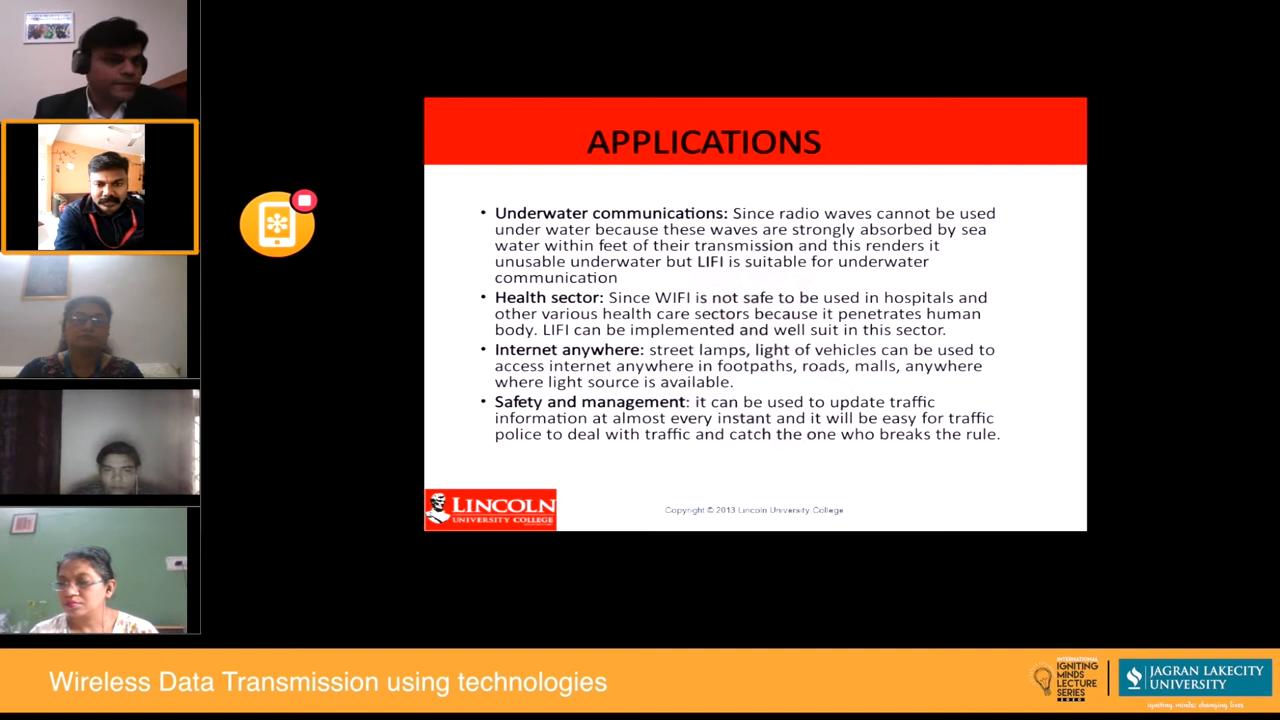 APPLICATIONS
• Underwater communications: Since radio waves cannot be used
under water because these waves are strongly absorbed by sea
water within feet of their transmission and this renders it
unusable underwater but LIFI is suitable for underwater
communication
• Health sector: Since WIFI is not safe to be used in hospitals and
other various health care sectors because it penetrates human
body. LIFI can be implemented and well suit in this sector.
• Internet anywhere: street lamps, light of vehicles can be used to
access internet anywhere in footpaths, roads, malls, anywhere
where light source is available.
• Safety and management: it can be used to update traffic
information at almost every instant and it will be easy for traffic
police to deal with traffic and catch the one who breaks the rule.
LINCOLN
UNIVERSITY COLLEGE
Copyright © 2013 Lincoln University College
Wireless Data Transmission using technologies
INTERNATIONAL
IGNITING
MINDS
LECTURE
SERIES
JAGRAN LAKECITY
UNIVERSITY
igniting minds; changing lives